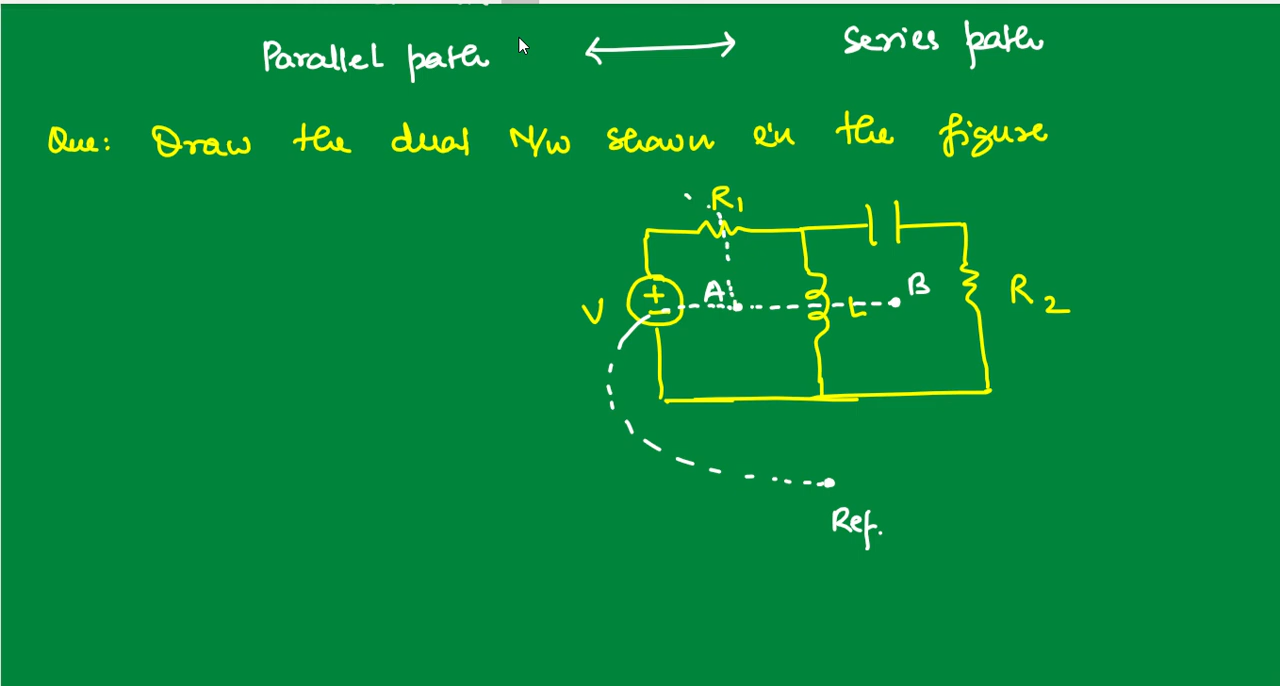 Parallel path ↔ Series path
Que: Draw the dual N/w shown in the figure
R1
A
B
V
+
-
L
R2
Ref.